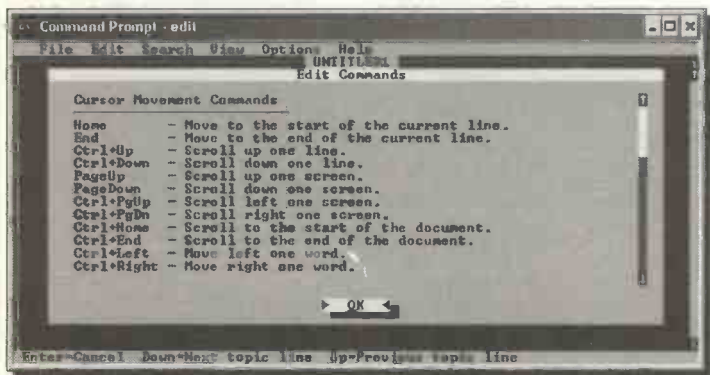 Command Prompt - edit
File Edit Search View Options Help
UNTITLED1
Edit Commands
Cursor Movement Commands
Home - Move to the start of the current line.
End - Move to the end of the current line.
Ctrl+Up - Scroll up one line.
Ctrl+Down - Scroll down one line.
PageUp - Scroll up one screen.
PageDown - Scroll down one screen.
Ctrl+PgUp - Scroll left one screen.
Ctrl+PgDn - Scroll right one screen.
Ctrl+Home - Scroll to the start of the document.
Ctrl+End - Scroll to the end of the document.
Ctrl+Left - Move left one word.
Ctrl+Right - Move right one word.
OK
Enter=Cancel Down=Next topic line Up=Previous topic line